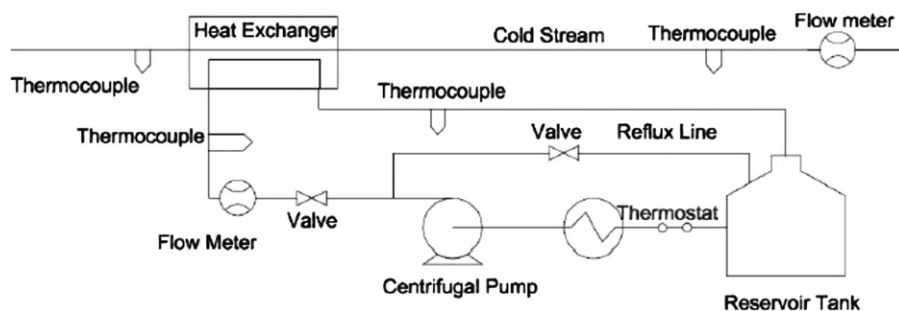 Flow meter
Heat Exchanger
Cold Stream
Thermocouple
Thermocouple
Thermocouple
Thermocouple
Valve
Reflux Line
Valve
Thermostat
Flow Meter
Centrifugal Pump
Reservoir Tank